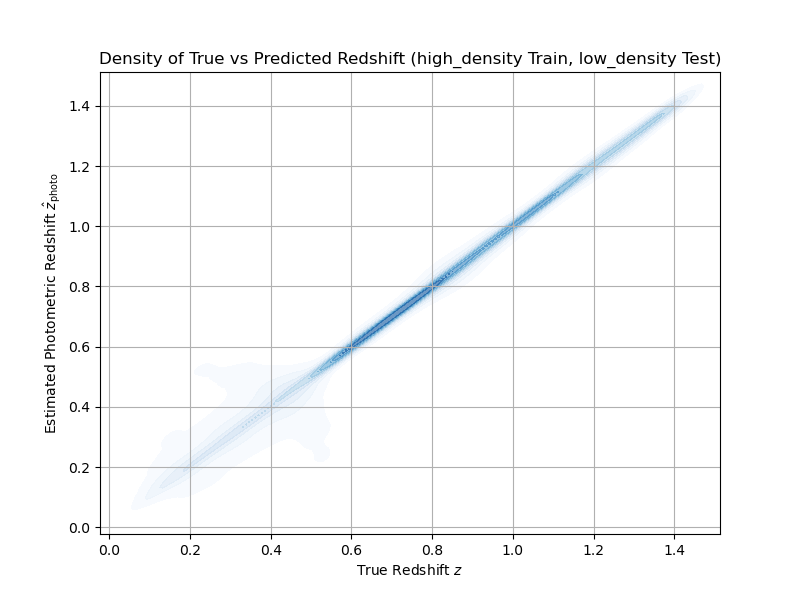 Density of True vs Predicted Redshift (high_density Train, low_density Test)
Estimated Photometric Redshift ẑ_photo
1.4
1.2
1.0
0.8
0.6
0.4
0.2
0.0
0.0 0.2 0.4 0.6 0.8 1.0 1.2 1.4
True Redshift z